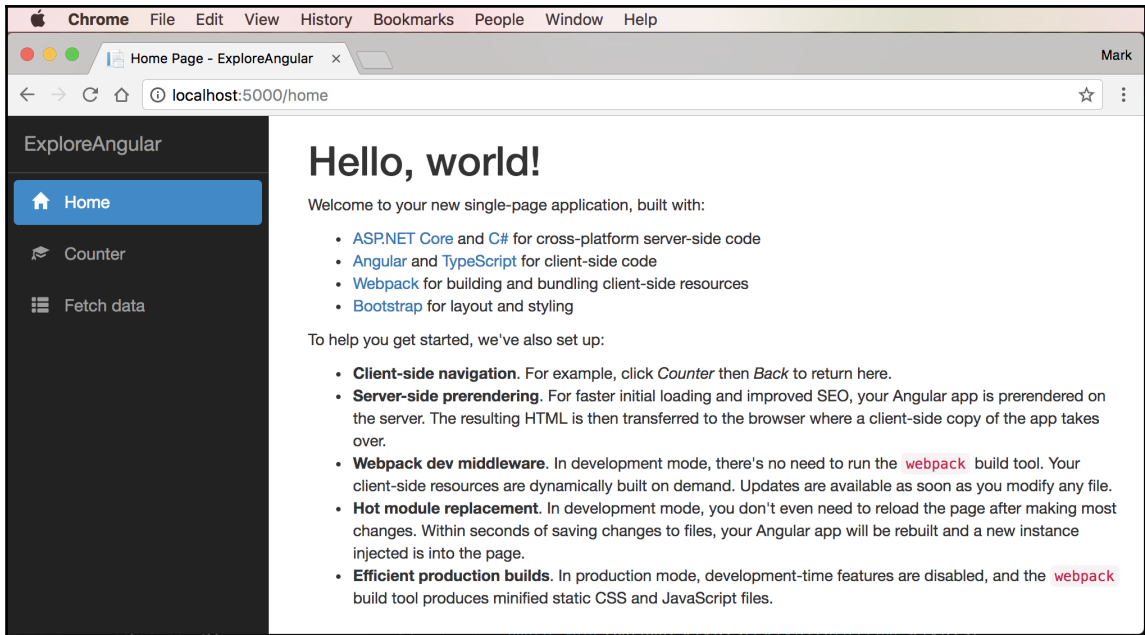 Chrome File Edit View History Bookmarks People Window Help
Home Page - ExploreAngular
Mark
localhost:5000/home
ExploreAngular
Home
Counter
Fetch data
Hello, world!
Welcome to your new single-page application, built with:
• ASP.NET Core and C# for cross-platform server-side code
• Angular and TypeScript for client-side code
• Webpack for building and bundling client-side resources
• Bootstrap for layout and styling
To help you get started, we've also set up:
• Client-side navigation. For example, click Counter then Back to return here.
• Server-side prerendering. For faster initial loading and improved SEO, your Angular app is prerendered on
the server. The resulting HTML is then transferred to the browser where a client-side copy of the app takes
over.
• Webpack dev middleware. In development mode, there's no need to run the webpack build tool. Your
client-side resources are dynamically built on demand. Updates are available as soon as you modify any file.
• Hot module replacement. In development mode, you don't even need to reload the page after making most
changes. Within seconds of saving changes to files, your Angular app will be rebuilt and a new instance
injected is into the page.
• Efficient production builds. In production mode, development-time features are disabled, and the webpack
build tool produces minified static CSS and JavaScript files.